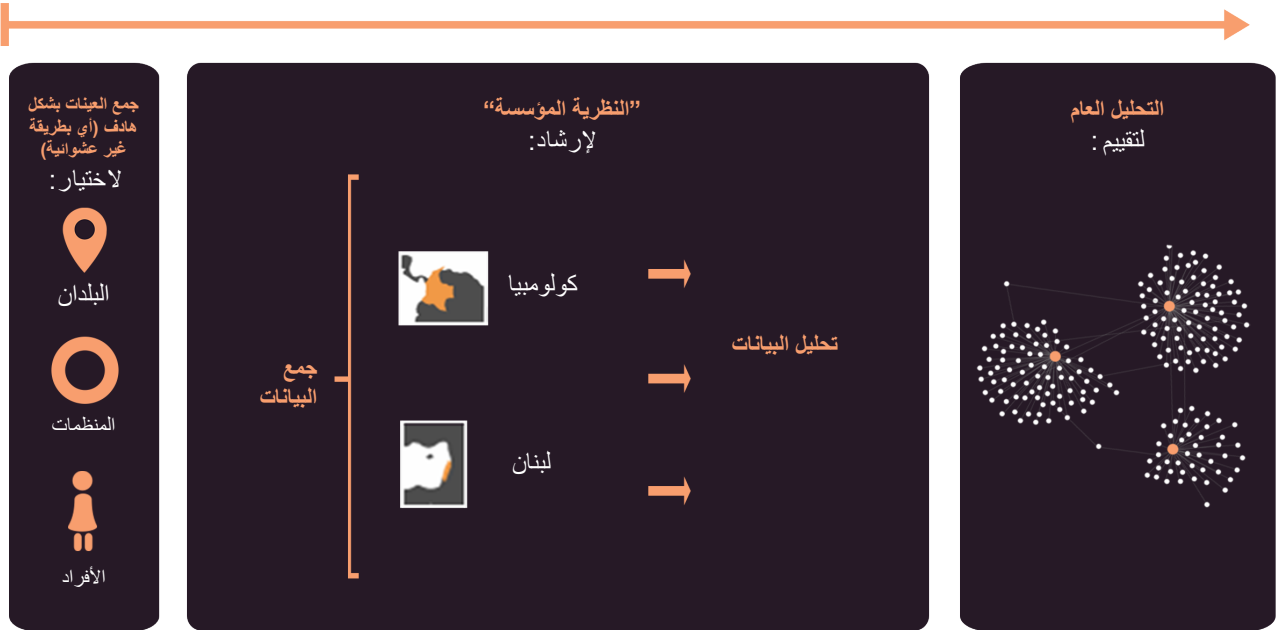 جمع العينات بشكل
هادف (أي بطريقة
غير عشوائية)
لاختيار:
البلدان
المنظمات
الأفراد
”النظرية المؤسسة“
لإرشاد:
جمع
البيانات
كولومبيا
لبنان
تحليل البيانات
التحليل العام
لتقييم: